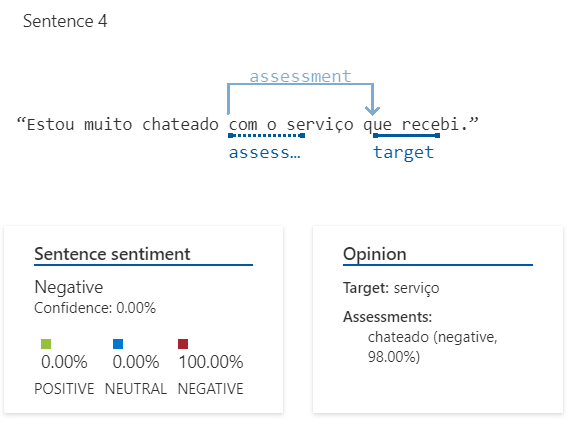 Sentence 4
assessment
“Estou muito chateado com o serviço que recebi.”
assess… target
Sentence sentiment
Negative
Confidence: 0.00%
0.00% 0.00% 100.00%
POSITIVE NEUTRAL NEGATIVE
Opinion
Target: serviço
Assessments:
chateado (negative,
98.00%)